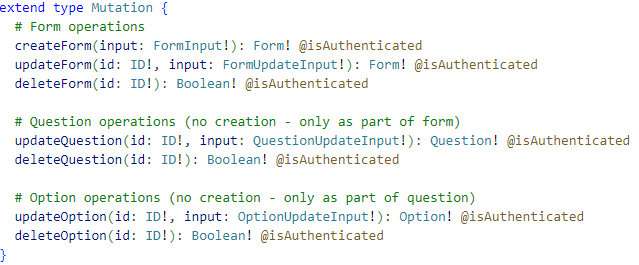 extend type Mutation {
  # Form operations
  createForm(input: FormInput!): Form! @isAuthenticated
  updateForm(id: ID!, input: FormUpdateInput!): Form! @isAuthenticated
  deleteForm(id: ID!): Boolean! @isAuthenticated

  # Question operations (no creation - only as part of form)
  updateQuestion(id: ID!, input: QuestionUpdateInput!): Question! @isAuthenticated
  deleteQuestion(id: ID!): Boolean! @isAuthenticated

  # Option operations (no creation - only as part of question)
  updateOption(id: ID!, input: OptionUpdateInput!): Option! @isAuthenticated
  deleteOption(id: ID!): Boolean! @isAuthenticated
}